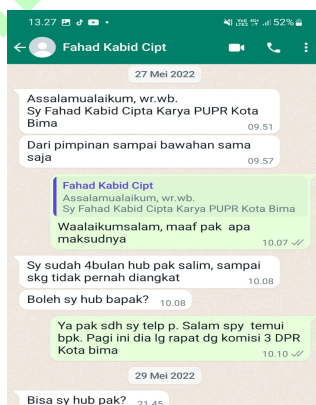 13.27
52%
Fahad Kabid Cipt
27 Mei 2022
Assalamualaikum, wr.wb.
Sy Fahad Kabid Cipta Karya PUPR Kota
Bima
09.51
Dari pimpinan sampai bawahan sama
saja
09.57
Fahad Kabid Cipt
Assalamualaikum, wr.wb.
Sy Fahad Kabid Cipta Karya PUPR Kota Bima
Waalaikumsalam, maaf pak apa
maksudnya
10.07
Sy sudah 4bulan hub pak salim, sampai
skg tidak pernah diangkat
10.08
Boleh sy hub bapak? 10.08
Ya pak sdh sy telp p. Salam spy temui
bpk. Pagi ini dia lg rapat dg komisi 3 DPR
Kota bima
10.10
29 Mei 2022
Bisa sy hub pak? 21.45